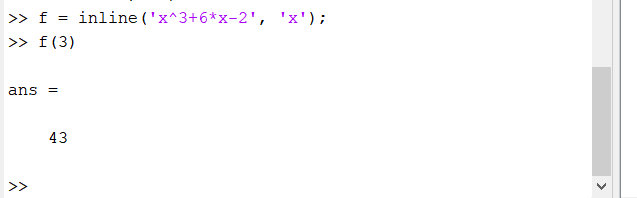 >> f = inline('x^3+6*x-2', 'x');
>> f(3)
ans =
43
>>